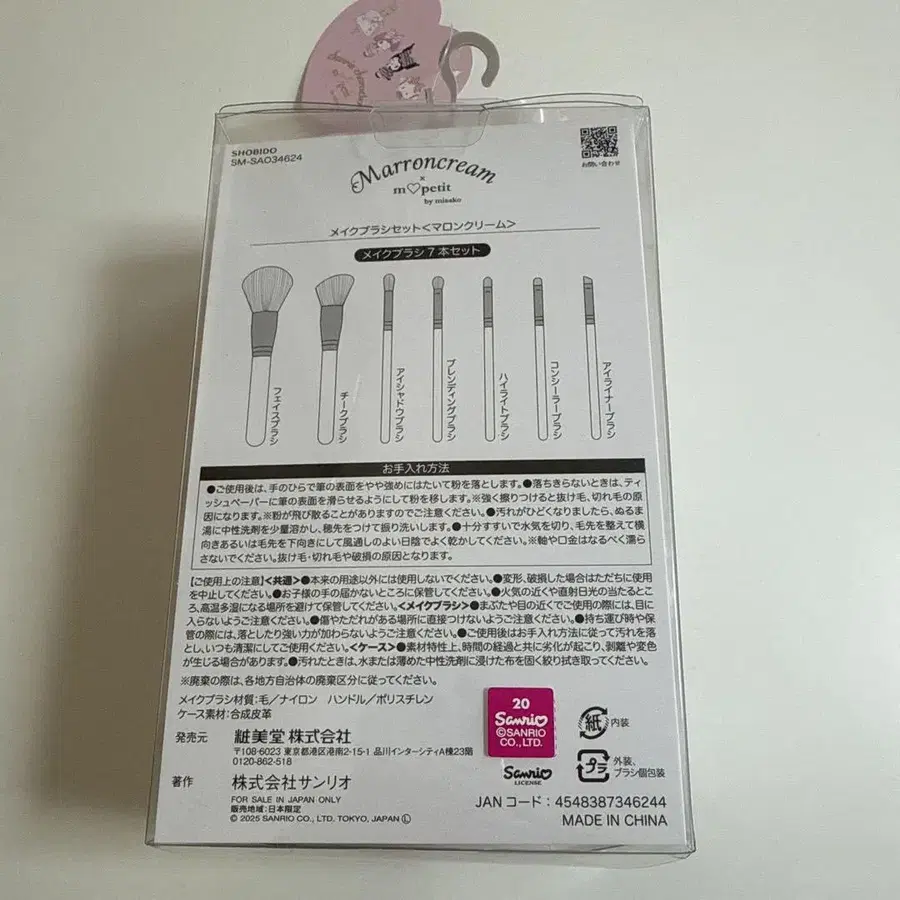 SHOBIDO
SM-SAO34624
Marroncream
×
m♡petit
by misako
お問い合わせ
メイクブラシセット<マロンクリーム>
メイクブラシ7本セット
フェイスブラシ
チークブラシ
アイシャドウブラシ
ブレンディングブラシ
ハイライトブラシ
コンシーラーブラシ
アイライナーブラシ
お手入れ方法
●ご使用後は、手のひらで筆の表面をやや強めにはたいて粉を落とします。●落ちきらないときは、ティ
ッシュペーパーに筆の表面を滑らせるようにして粉を移します。※強く擦りつけると抜け毛、切れ毛の原
因になります。※粉が飛び散ることがありますのでご注意ください。●汚れがひどくなりましたら、ぬるま
湯に中性洗剤を少量溶かし、穂先をつけて振り洗いします。●十分すすいで水気を切り、毛先を整えて横
向きあるいは毛先を下向きにして風通しのよい日陰でよく乾かしてください。※軸や口金はなるべく濡ら
さないでください。抜け毛・切れ毛や破損の原因となります。
【ご使用上の注意】<共通>●本来の用途以外には使用しないでください。●変形、破損した場合はただちに使用
を中止してください。●お子様の手の届かないところに保管してください。●火気の近くや直射日光の当たるとこ
ろ、高温多湿になる場所を避けて保管してください。<メイクブラシ>●まぶたや目の近くでご使用の際には、目に
入らないようご注意ください。●傷やただれがある場所に直接つけないようご注意ください。●持ち運び時や保
管の際には、落としたり強い力が加わらないようご注意ください。●ご使用後はお手入れ方法に従って汚れを落
とし、いつも清潔にしてご使用ください。<ケース>●素材特性上、時間の経過と共に劣化が起こり、剥離や変色
が生じる場合があります。●汚れたときは、水または薄めた中性洗剤に浸けた布を固く絞り拭き取ってください。
※廃棄の際は、各地方自治体の廃棄区分に従ってください。
メイクブラシ材質:毛/ナイロン ハンドル/ポリスチレン
ケース素材:合成皮革
発売元 粧美堂 株式会社
〒108-6023 東京都港区港南2-15-1 品川インターシティA棟23階
0120-862-518
著作 株式会社サンリオ
FOR SALE IN JAPAN ONLY
販売地域:日本限定
© 2025 SANRIO CO., LTD. TOKYO, JAPAN Ⓛ
20
Sanrio
©SANRIO
CO.,LTD.
Sanrio
LICENSE
紙 内装
プラ 外装、
ブラシ個包装
JANコード:4548387346244
MADE IN CHINA